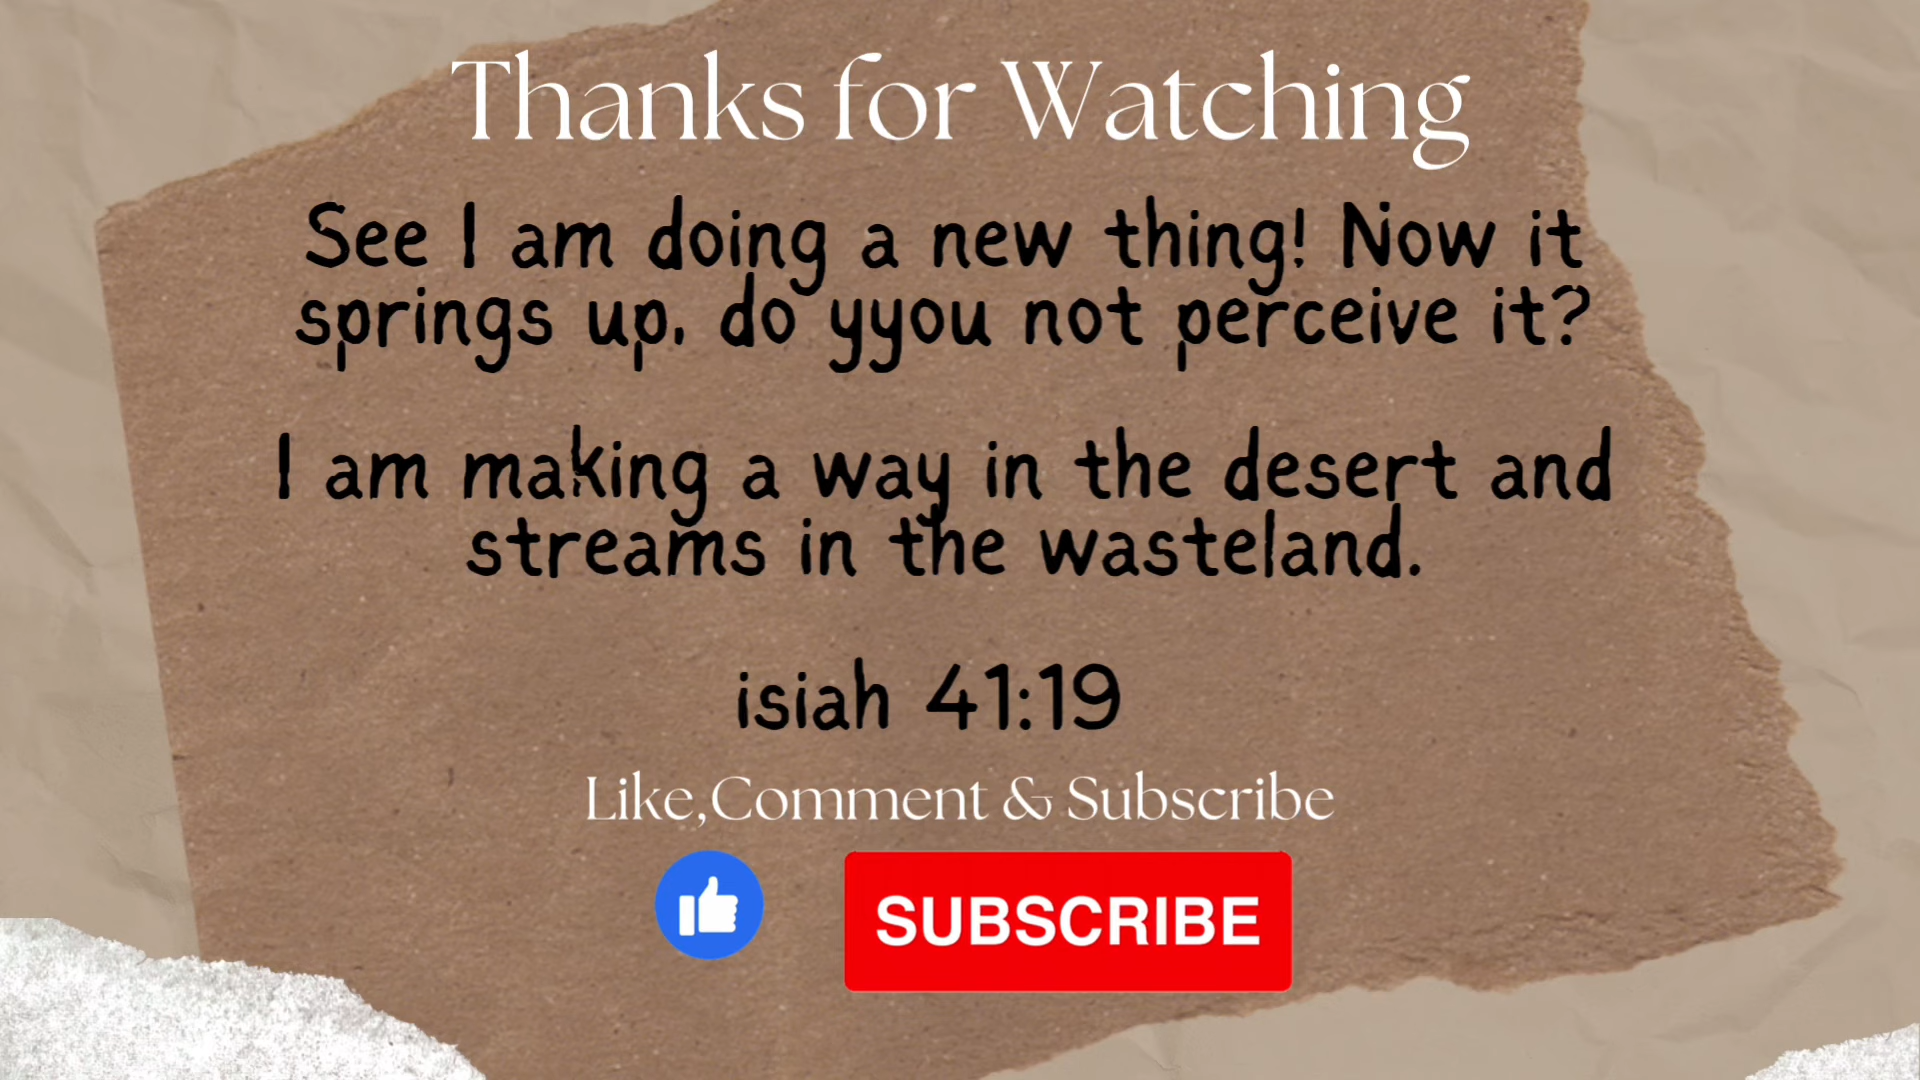 Thanks for Watching
See I am doing a new thing! Now it
springs up, do yyou not perceive it?
I am making a way in the desert and
streams in the wasteland.
isiah 41:19
Like,Comment & Subscribe
SUBSCRIBE